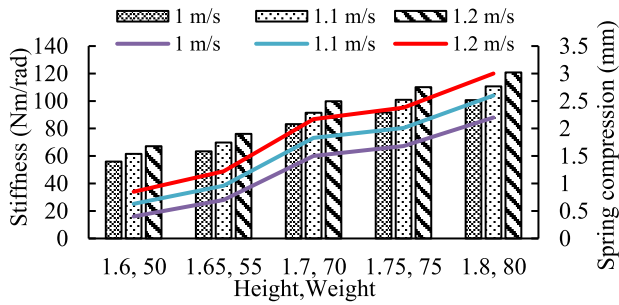 1 m/s 1.1 m/s 1.2 m/s
1 m/s 1.1 m/s 1.2 m/s
Stiffness (Nm/rad)
140
120
100
80
60
40
20
0
3.5
3
2.5
2
1.5
1
0.5
0
Spring compression (mm)
1.6, 50 1.65, 55 1.7, 70 1.75, 75 1.8, 80
Height,Weight